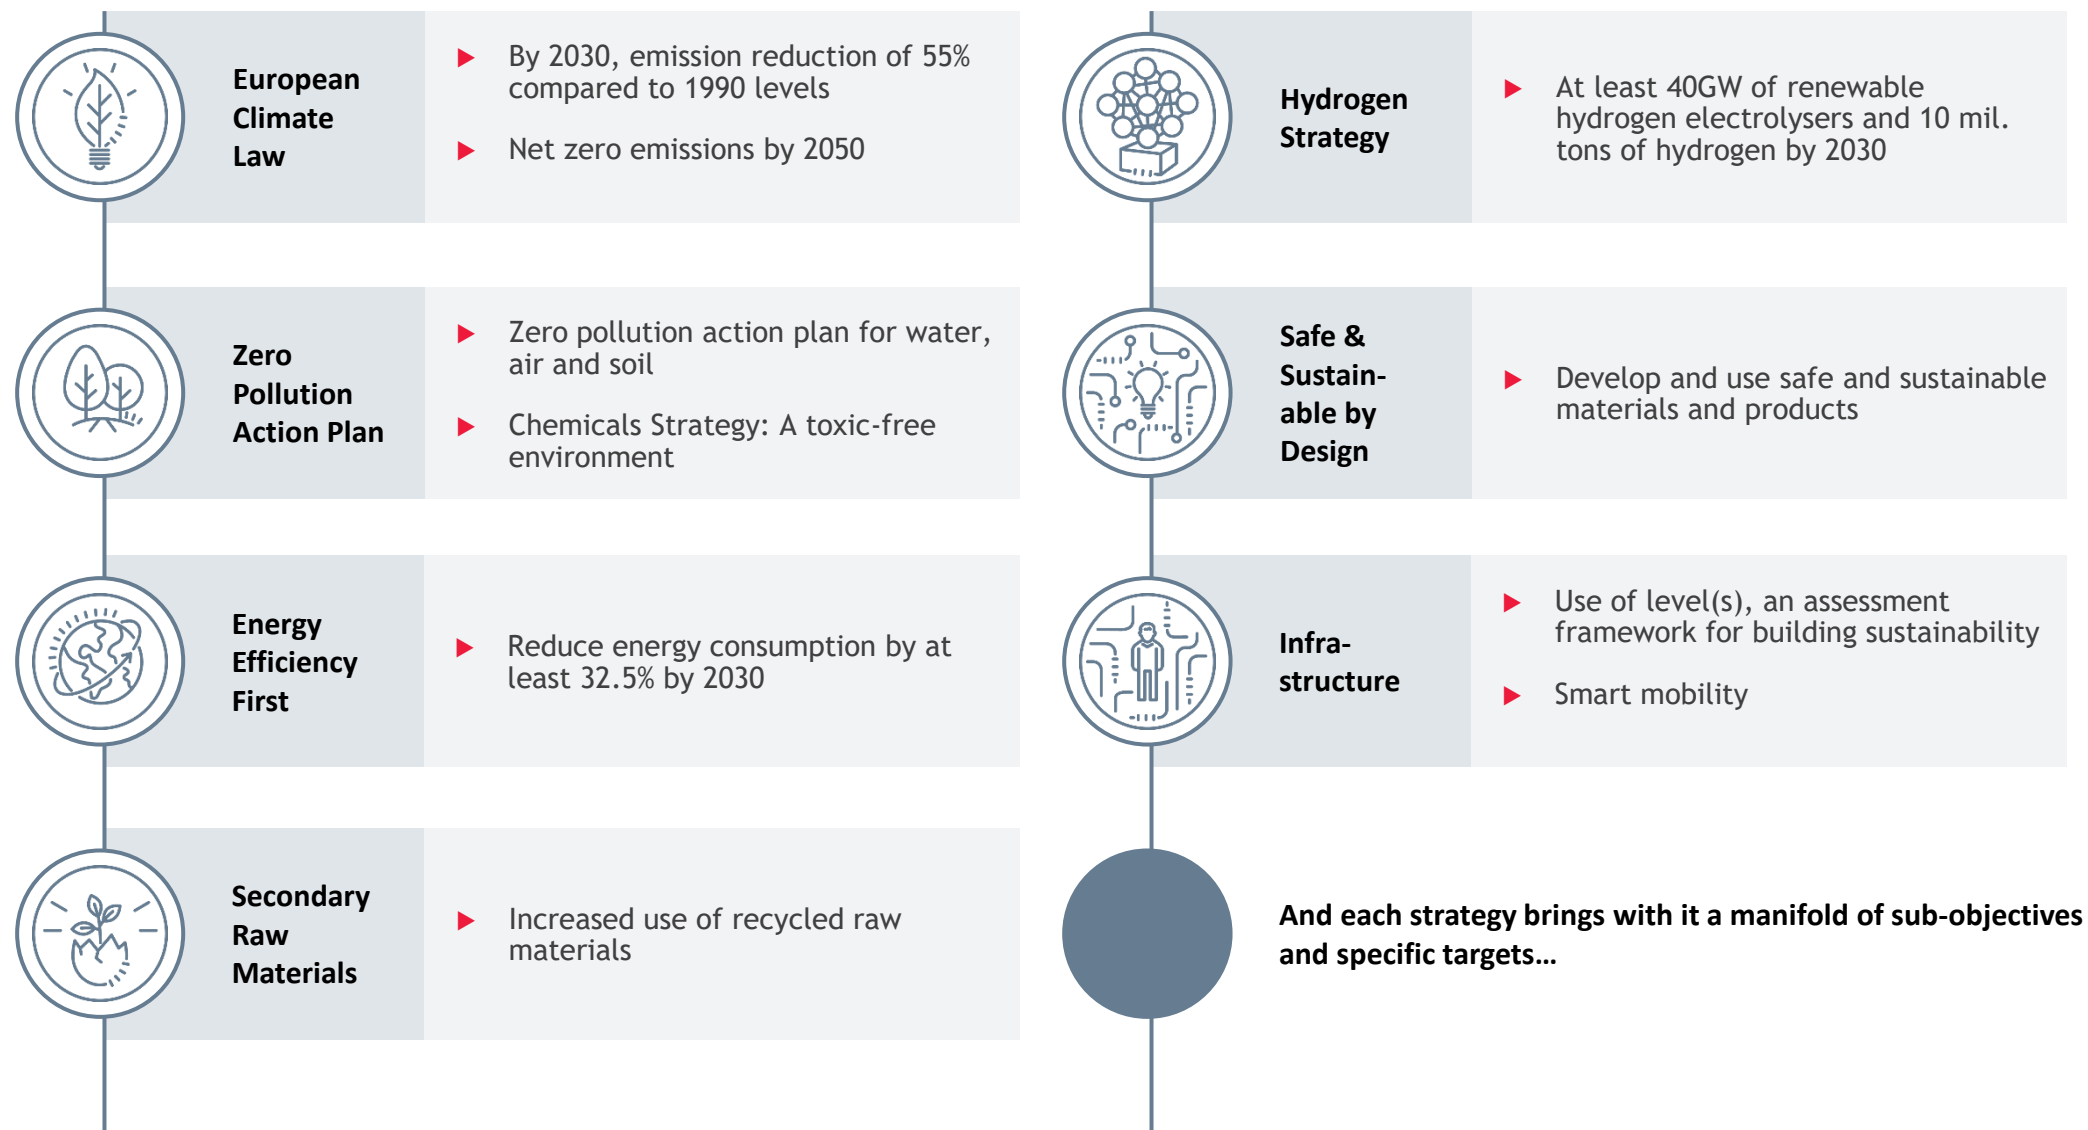 European
Climate
Law
By 2030, emission reduction of 55%
compared to 1990 levels
Net zero emissions by 2050
Zero
Pollution
Action Plan
Zero pollution action plan for water,
air and soil
Chemicals Strategy: A toxic-free
environment
Energy
Efficiency
First
Reduce energy consumption by at
least 32.5% by 2030
Secondary
Raw
Materials
Increased use of recycled raw
materials
Hydrogen
Strategy
At least 40GW of renewable
hydrogen electrolysers and 10 mil.
tons of hydrogen by 2030
Safe &
Sustain-
able by
Design
Develop and use safe and sustainable
materials and products
Infra-
structure
Use of level(s), an assessment
framework for building sustainability
Smart mobility
And each strategy brings with it a manifold of sub-objectives
and specific targets…